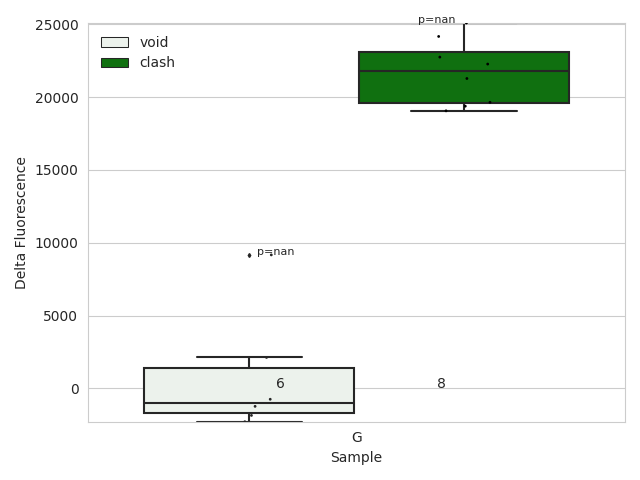 25000
20000
15000
10000
5000
0
Delta Fluorescence
void
clash
p=nan
p=nan
6
8
G
Sample